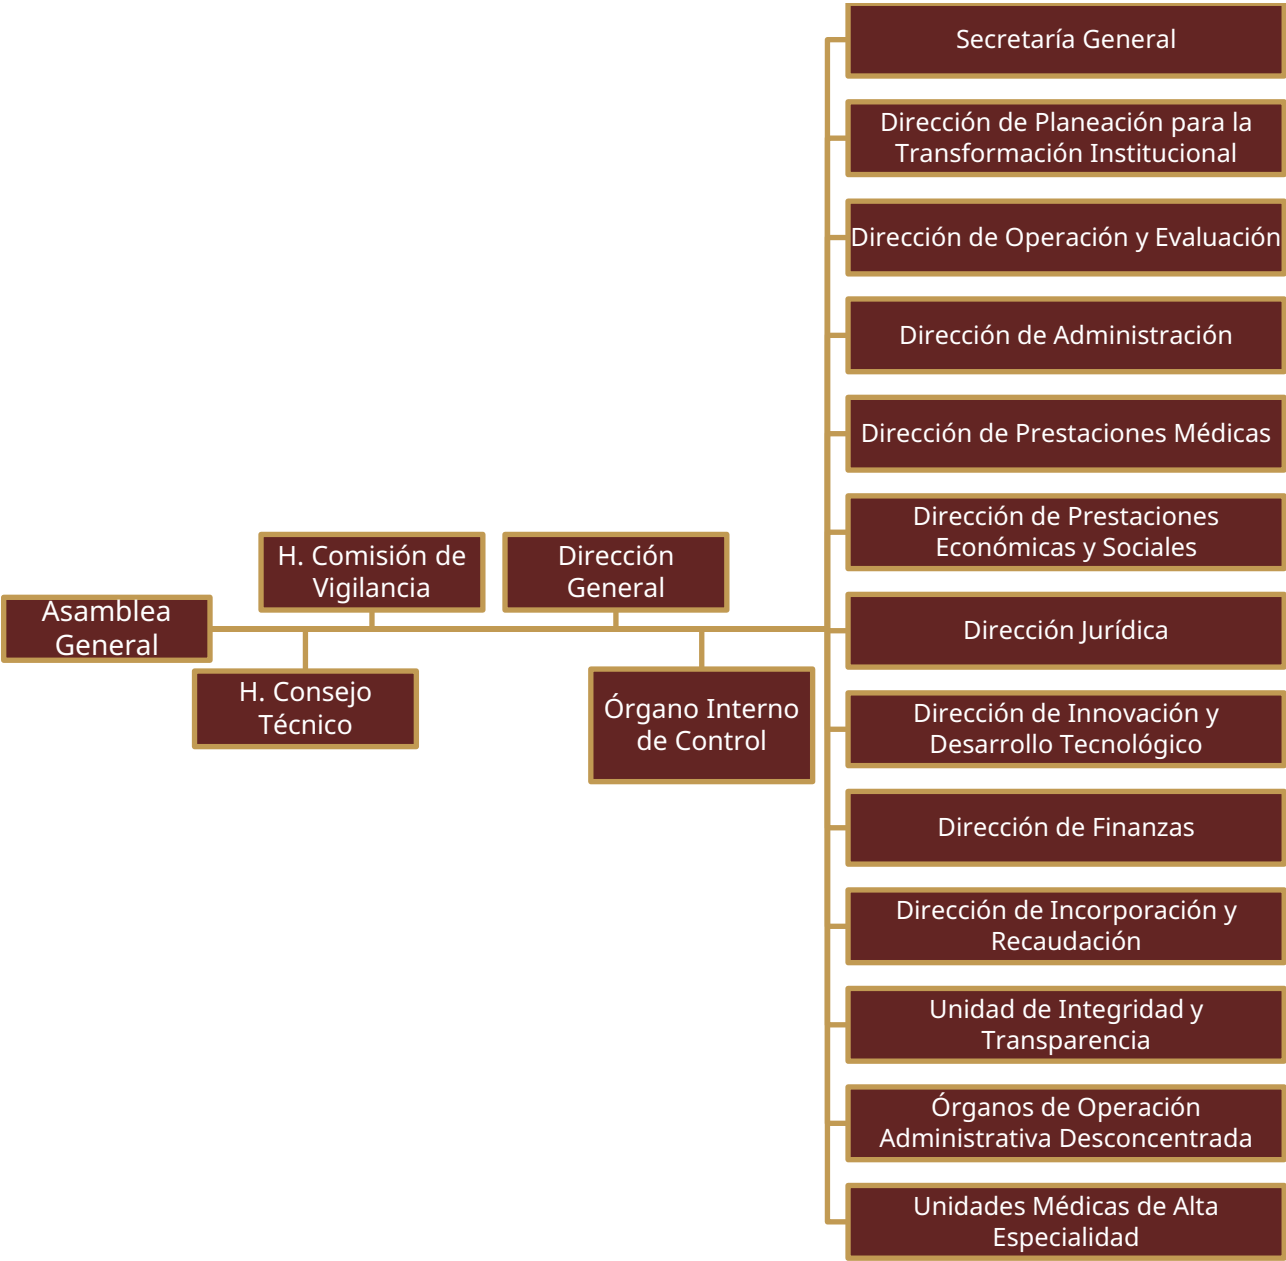 Asamblea
General
H. Comisión de
Vigilancia
H. Consejo
Técnico
Dirección
General
Órgano Interno
de Control
Secretaría General
Dirección de Planeación para la
Transformación Institucional
Dirección de Operación y Evaluación
Dirección de Administración
Dirección de Prestaciones Médicas
Dirección de Prestaciones
Económicas y Sociales
Dirección Jurídica
Dirección de Innovación y
Desarrollo Tecnológico
Dirección de Finanzas
Dirección de Incorporación y
Recaudación
Unidad de Integridad y
Transparencia
Órganos de Operación
Administrativa Desconcentrada
Unidades Médicas de Alta
Especialidad